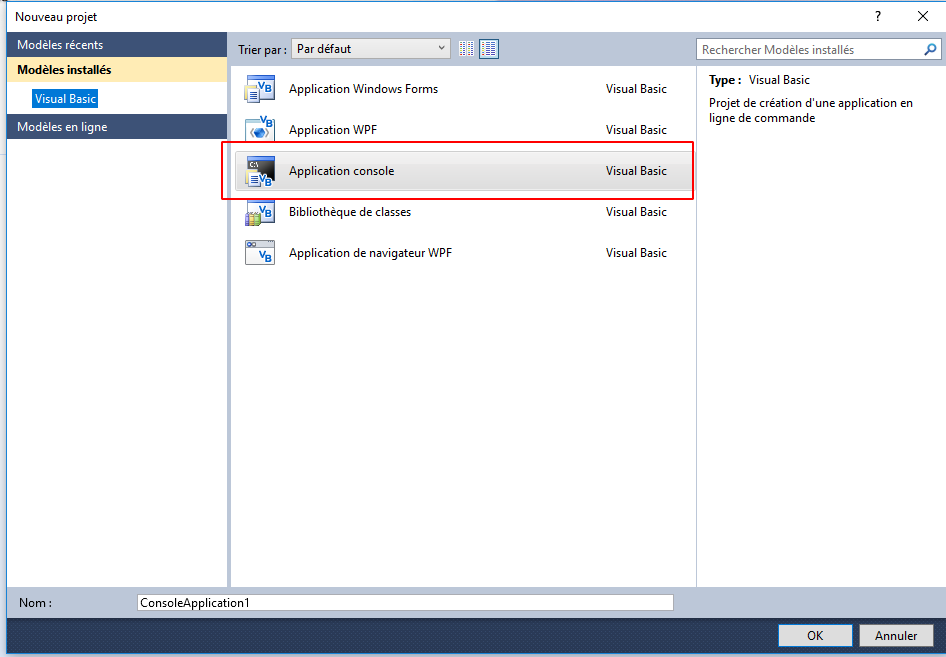 Nouveau projet
?
Modèles récents
Modèles installés
Visual Basic
Modèles en ligne
Trier par :
Par défaut
Rechercher Modèles installés
Application Windows Forms Visual Basic
Application WPF Visual Basic
Application console Visual Basic
Bibliothèque de classes Visual Basic
Application de navigateur WPF Visual Basic
Type : Visual Basic
Projet de création d'une application en
ligne de commande
Nom :
ConsoleApplication1
OK
Annuler